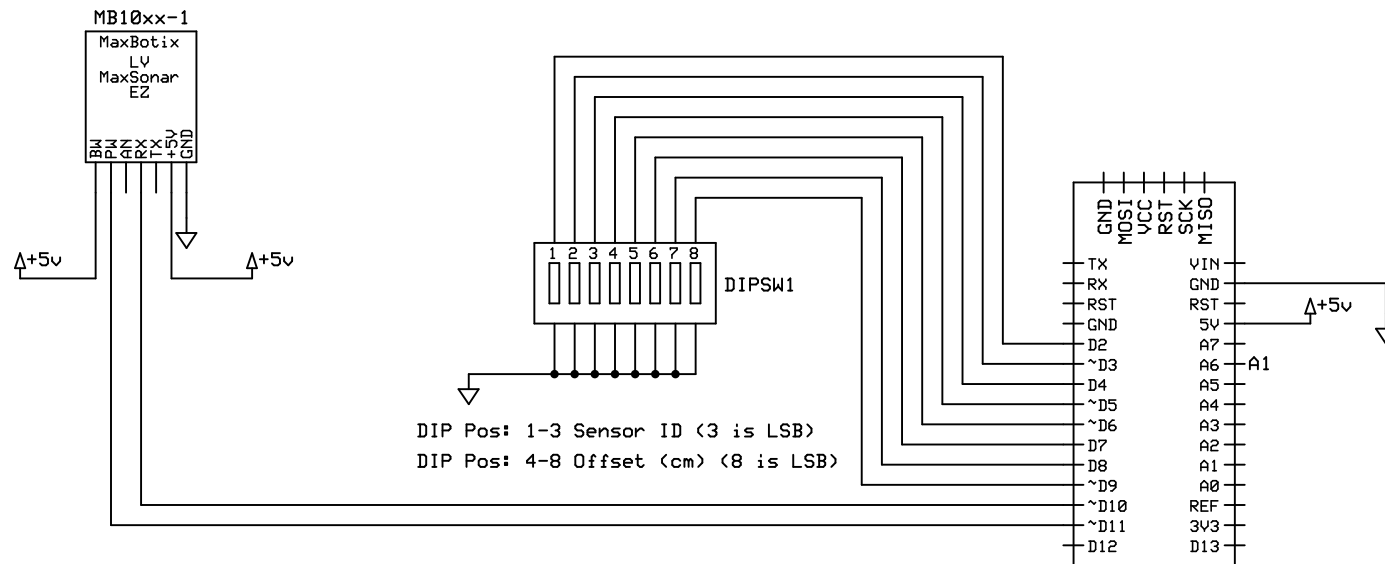 MB10xx-1
MaxBotix
LV
MaxSonar
EZ
BW
PW
AN
RX
TX
+5V
GND
+5v
+5v
1 2 3 4 5 6 7 8
DIPSW1
DIP Pos: 1-3 Sensor ID (3 is LSB)
DIP Pos: 4-8 Offset (cm) (8 is LSB)
GND
MOSI
VCC
RST
SCK
MISO
TX
RX
RST
GND
D2
~D3
D4
~D5
~D6
D7
D8
~D9
~D10
~D11
D12
VIN
GND
RST
5V
A7
A6
A5
A4
A3
A2
A1
A0
REF
3V3
D13
+5v
A1